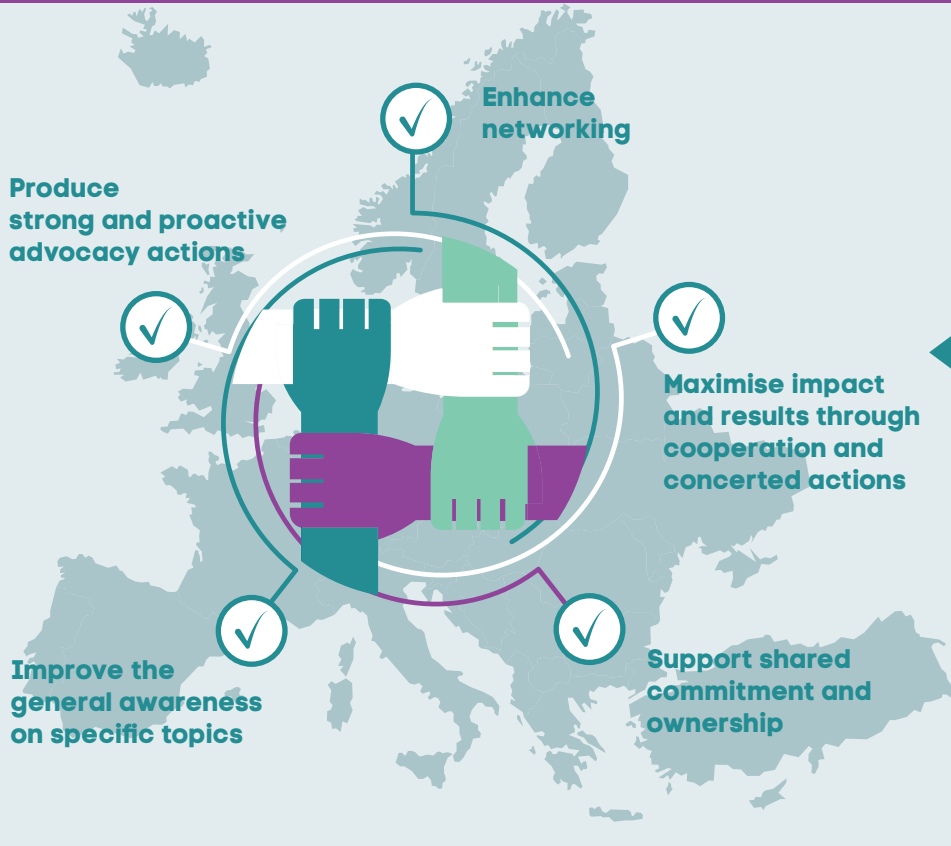 Enhance
networking
Produce
strong and proactive
advocacy actions
Maximise impact
and results through
cooperation and
concerted actions
Support shared
commitment and
ownership
Improve the
general awareness
on specific topics